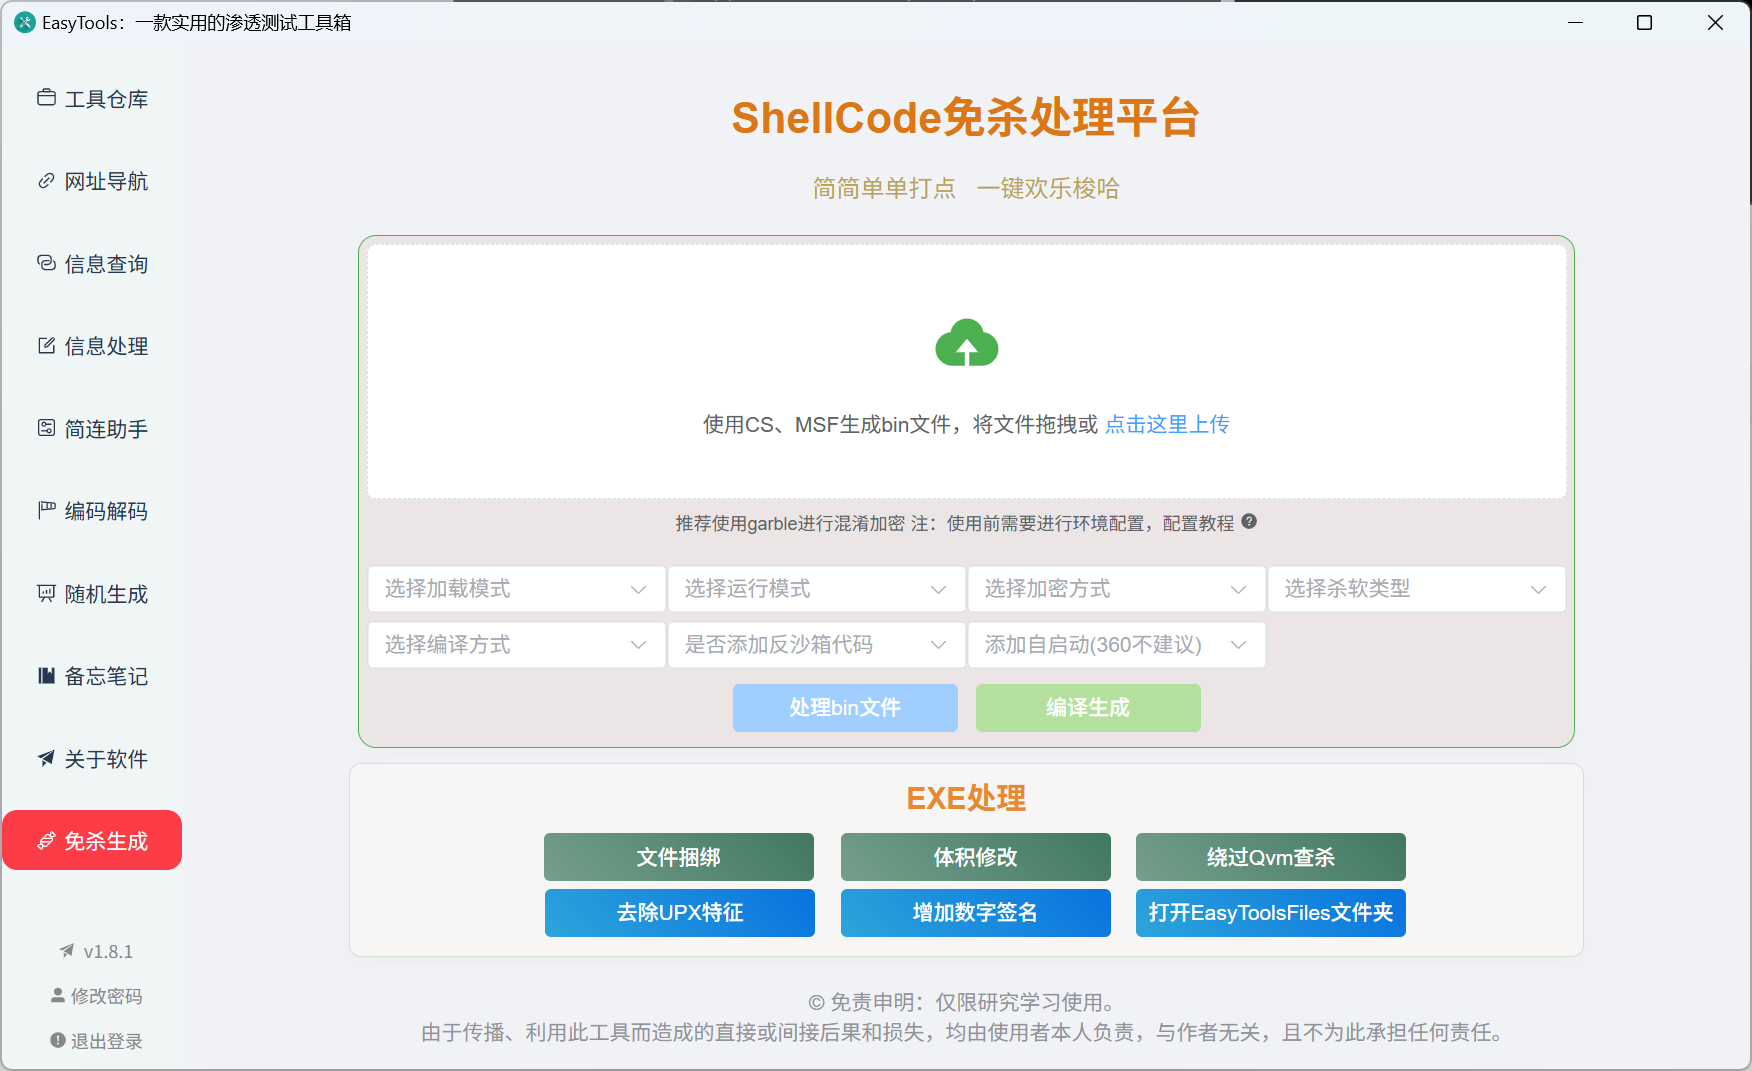 EasyTools：一款实用的渗透测试工具箱
工具仓库
网址导航
信息查询
信息处理
简连助手
编码解码
随机生成
备忘笔记
关于软件
免杀生成
v1.8.1
修改密码
退出登录
ShellCode免杀处理平台
简简单单打点 一键欢乐梭哈
使用CS、MSF生成bin文件，将文件拖拽或 点击这里上传
推荐使用garble进行混淆加密 注：使用前需要进行环境配置，配置教程
选择加载模式 选择运行模式 选择加密方式 选择杀软类型
选择编译方式 是否添加反沙箱代码 添加自启动(360不建议)
处理bin文件 编译生成
EXE处理
文件捆绑 体积修改 绕过Qvm查杀
去除UPX特征 增加数字签名 打开EasyToolsFiles文件夹
© 免责申明：仅限研究学习使用。
由于传播、利用此工具而造成的直接或间接后果和损失，均由使用者本人负责，与作者无关，且不为此承担任何责任。